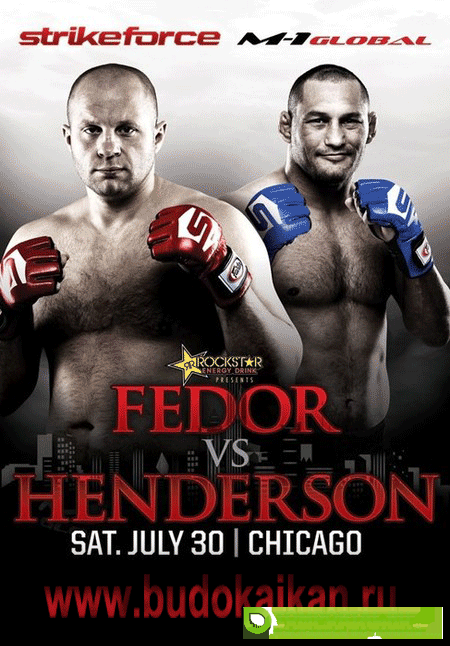 strikeforce M-1 GLOBAL
ROCKSTAR
ENERGY DRINK
PRESENTS
FEDOR
VS
HENDERSON
SAT. JULY 30 | CHICAGO
www.budokaikan.ru